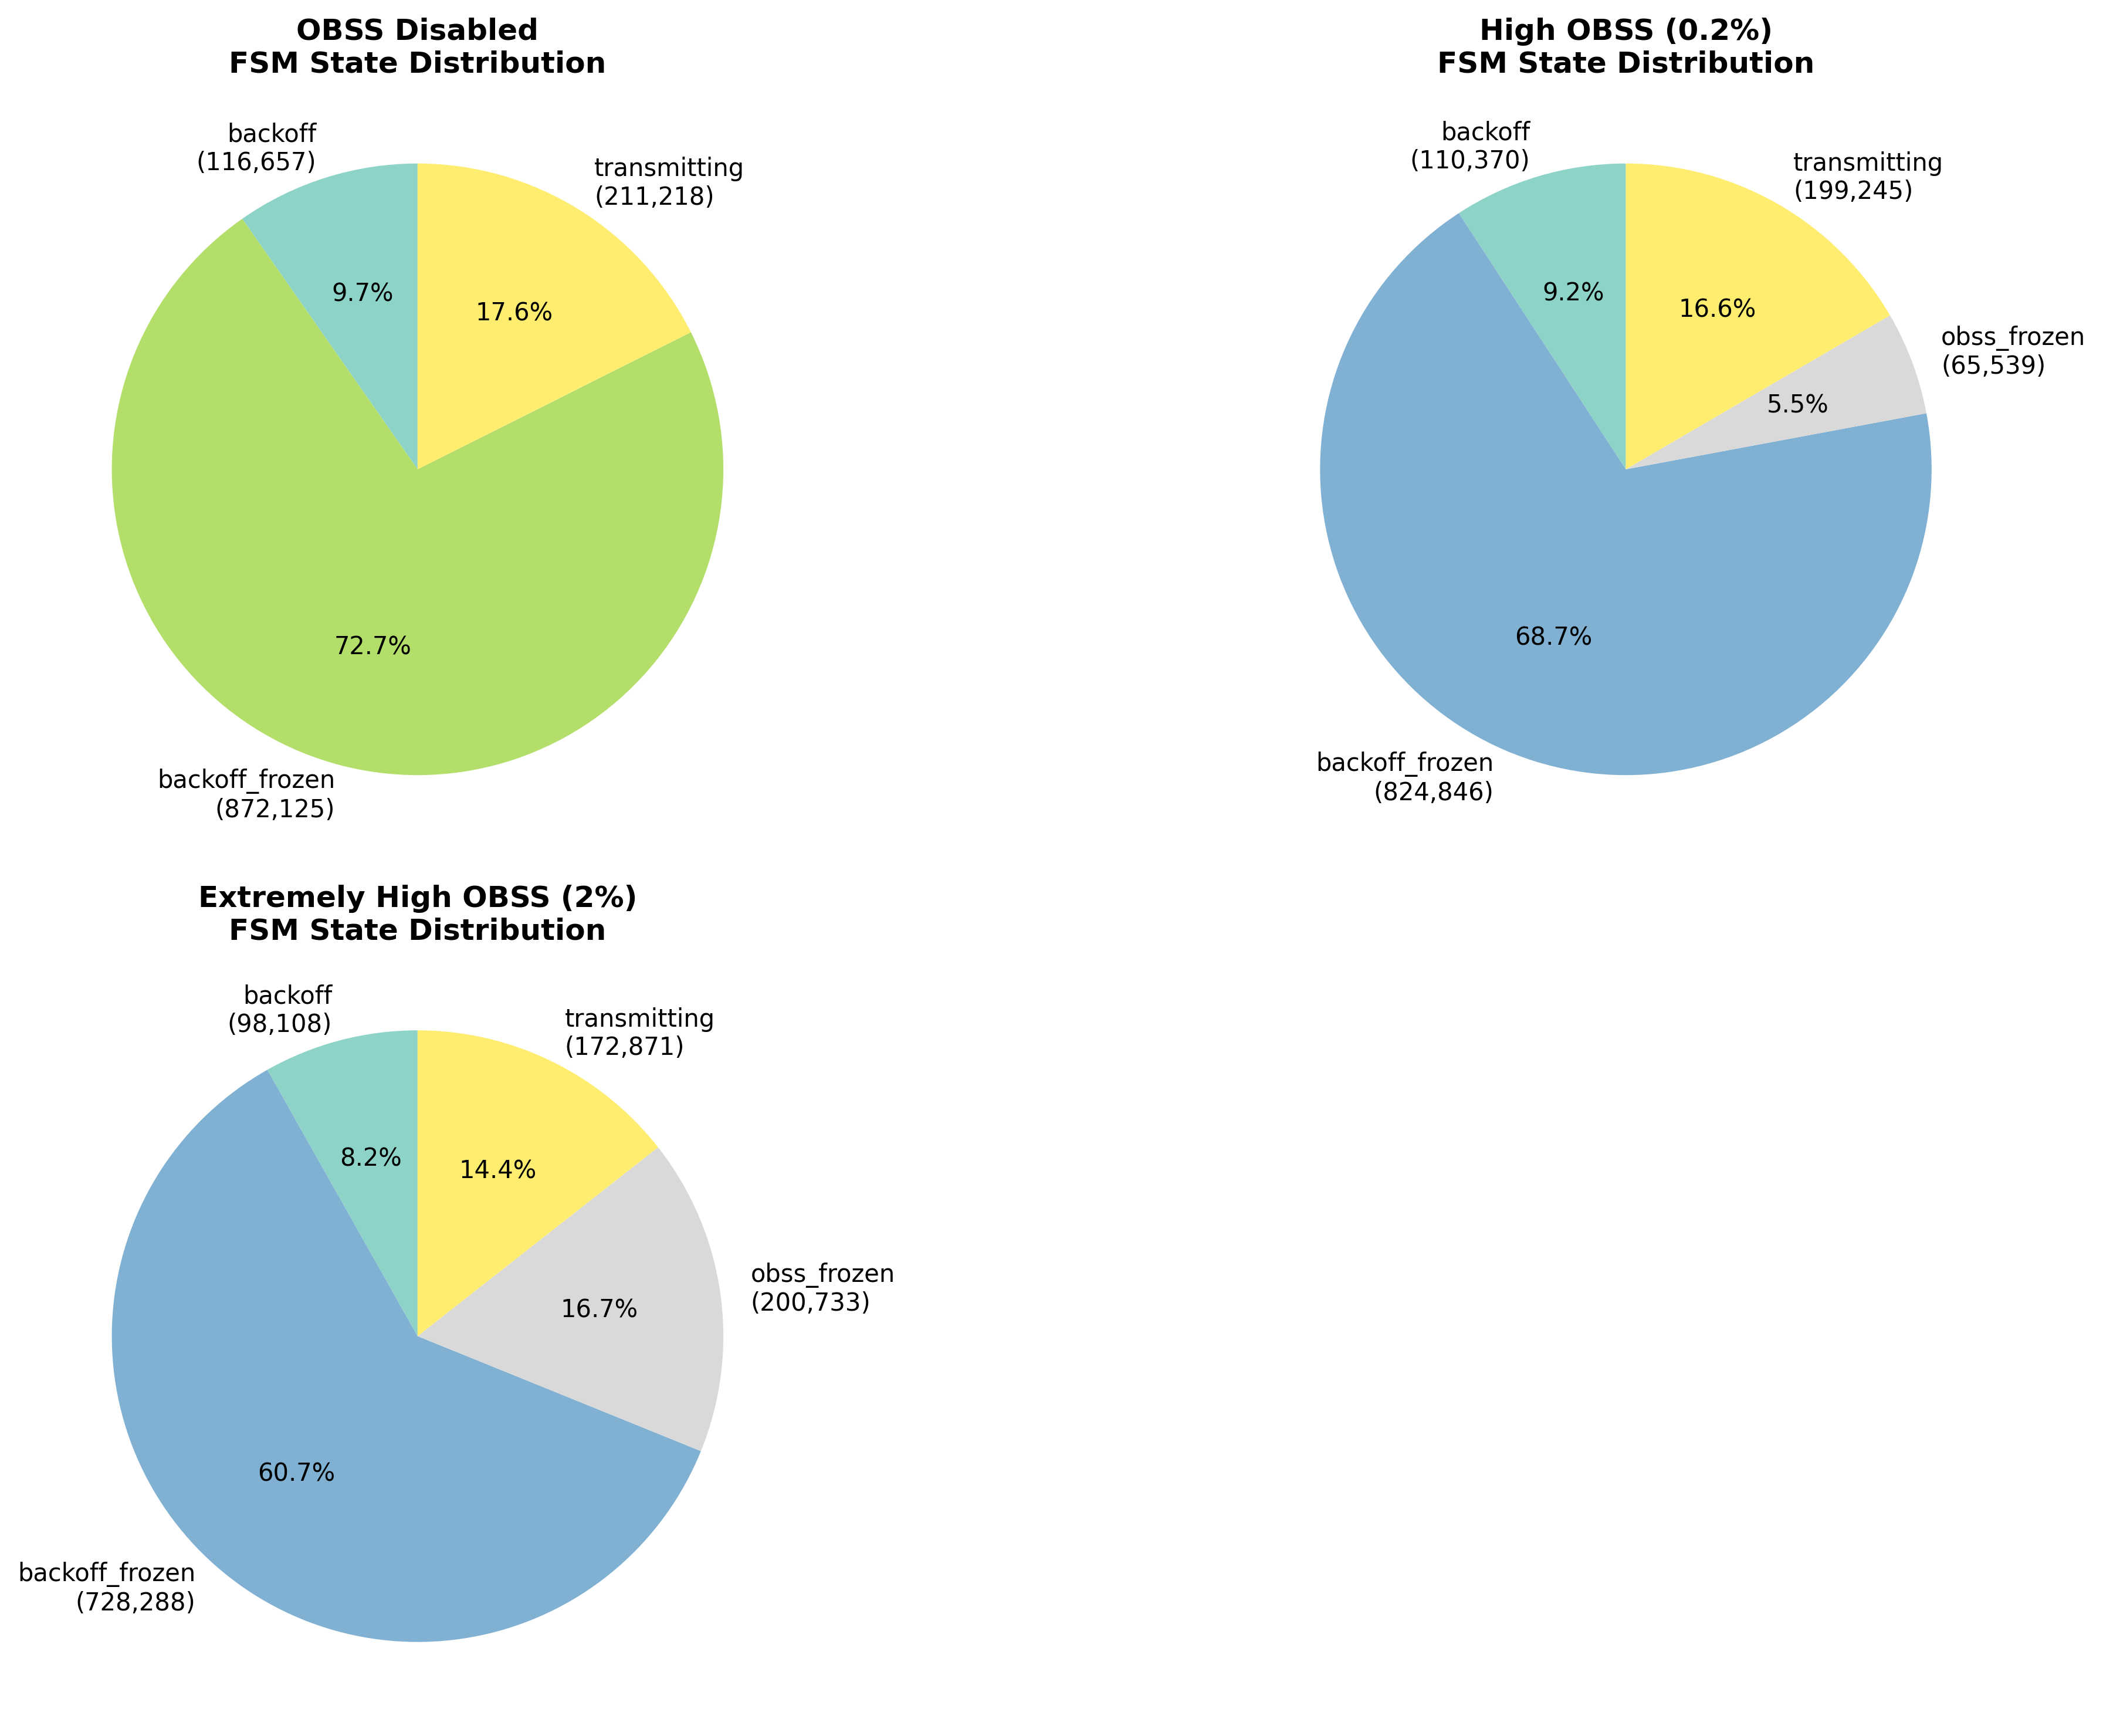 OBSS Disabled
FSM State Distribution
backoff
(116,657)
transmitting
(211,218)
9.7%
17.6%
72.7%
backoff_frozen
(872,125)
High OBSS (0.2%)
FSM State Distribution
backoff
(110,370)
transmitting
(199,245)
9.2%
16.6%
obss_frozen
(65,539)
5.5%
68.7%
backoff_frozen
(824,846)
Extremely High OBSS (2%)
FSM State Distribution
backoff
(98,108)
transmitting
(172,871)
8.2%
14.4%
obss_frozen
(200,733)
16.7%
60.7%
backoff_frozen
(728,288)